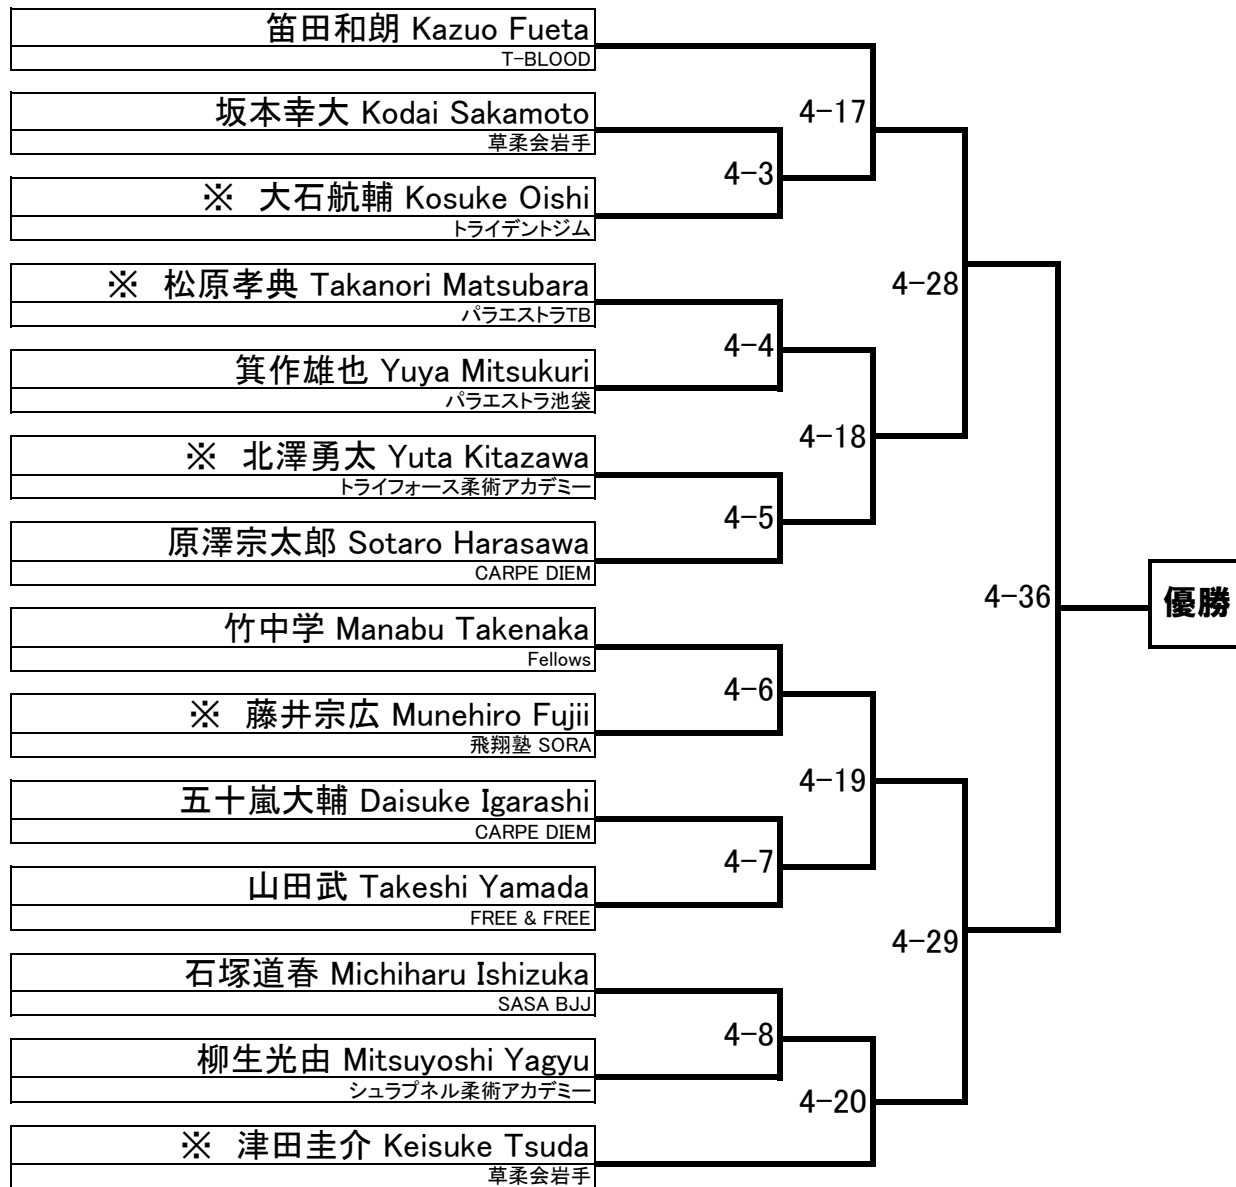 笛田和朗 Kazuo Fueta
T-BLOOD
坂本幸大 Kodai Sakamoto
草柔会岩手
4-17
4-3
※ 大石航輔 Kosuke Oishi
トライデントジム
※ 松原孝典 Takanori Matsubara
パラエストラTB
4-28
4-4
箕作雄也 Yuya Mitsukuri
パラエストラ池袋
4-18
※ 北澤勇太 Yuta Kitazawa
トライフォース柔術アカデミー
4-5
原澤宗太郎 Sotaro Harasawa
CARPE DIEM
4-36
優勝
竹中学 Manabu Takenaka
Fellows
4-6
※ 藤井宗広 Munehiro Fujii
飛翔塾 SORA
4-19
五十嵐大輔 Daisuke Igarashi
CARPE DIEM
4-7
山田武 Takeshi Yamada
FREE & FREE
4-29
石塚道春 Michiharu Ishizuka
SASA BJJ
4-8
柳生光由 Mitsuyoshi Yagyu
シュラプネル柔術アカデミー
4-20
※ 津田圭介 Keisuke Tsuda
草柔会岩手